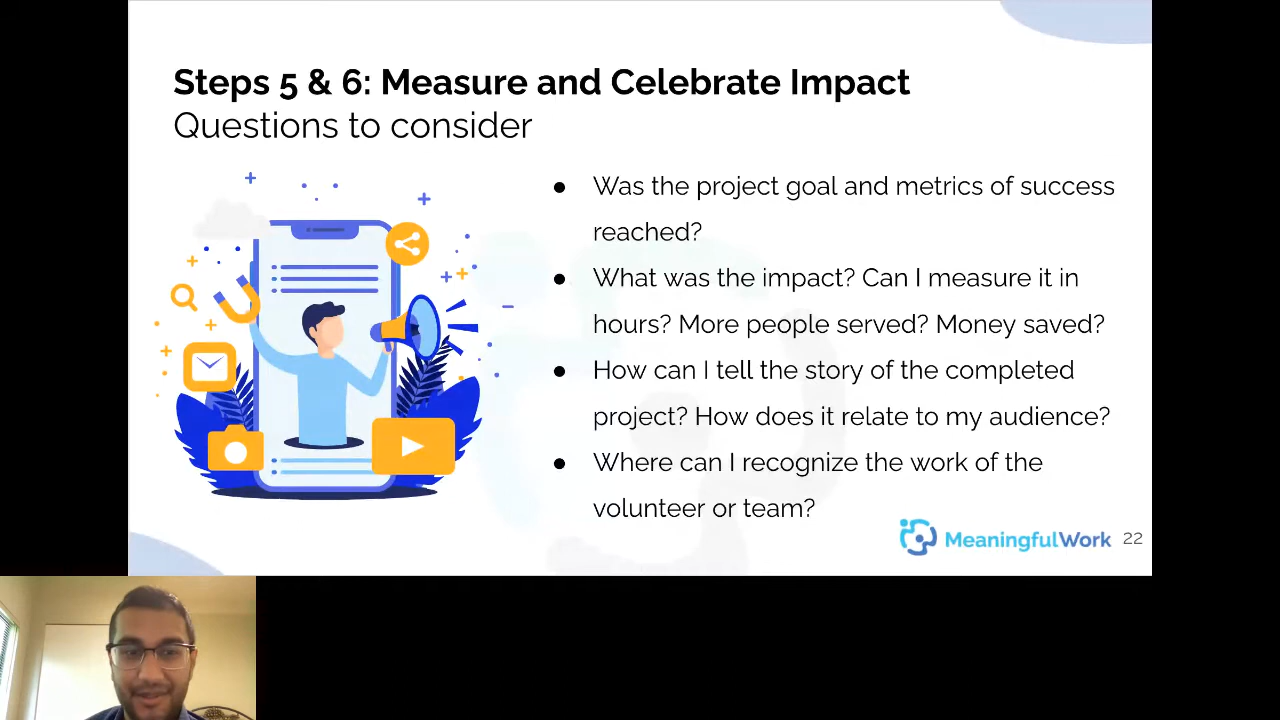 Steps 5 & 6: Measure and Celebrate Impact
Questions to consider
● Was the project goal and metrics of success
reached?
● What was the impact? Can I measure it in
hours? More people served? Money saved?
● How can I tell the story of the completed
project? How does it relate to my audience?
● Where can I recognize the work of the
volunteer or team?
MeaningfulWork 22